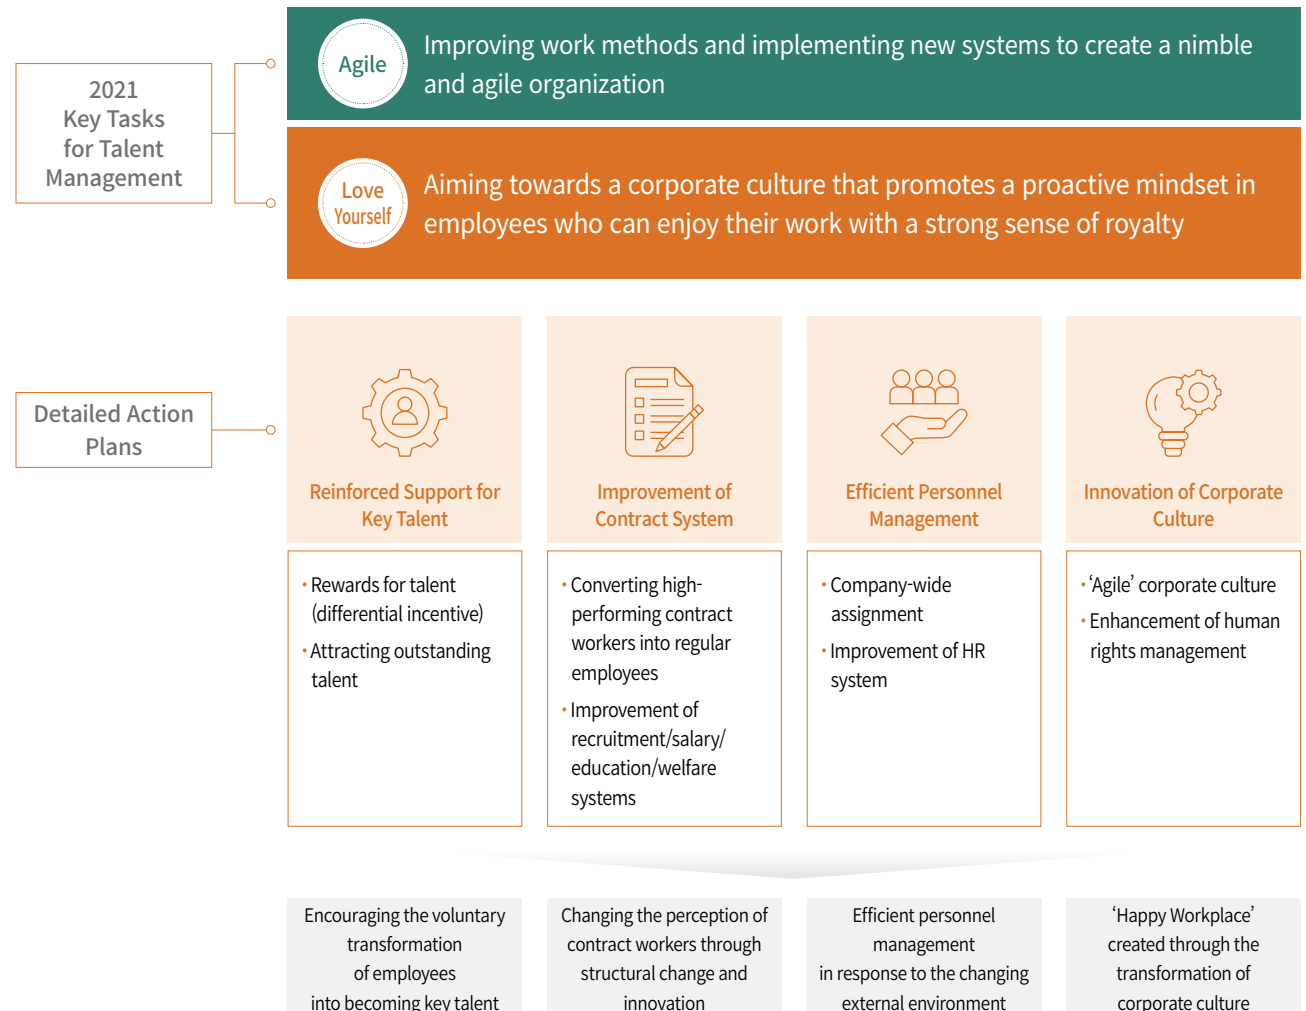 2021
Key Tasks
for Talent
Management
Agile
Improving work methods and implementing new systems to create a nimble
and agile organization
Love
Yourself
Aiming towards a corporate culture that promotes a proactive mindset in
employees who can enjoy their work with a strong sense of royalty
Detailed Action
Plans
Reinforced Support for
Key Talent
• Rewards for talent
(differential incentive)
• Attracting outstanding
talent
Improvement of
Contract System
• Converting high-
performing contract
workers into regular
employees
• Improvement of
recruitment/salary/
education/welfare
systems
Efficient Personnel
Management
• Company-wide
assignment
• Improvement of HR
system
Innovation of Corporate
Culture
• ‘Agile’ corporate culture
• Enhancement of human
rights management
Encouraging the voluntary
transformation
of employees
into becoming key talent
Changing the perception of
contract workers through
structural change and
innovation
Efficient personnel
management
in response to the changing
external environment
‘Happy Workplace’
created through the
transformation of
corporate culture